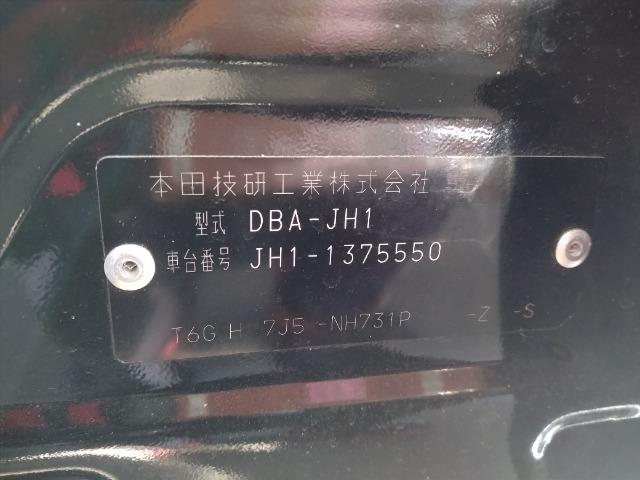 本田技研工業株式会社
型式 DBA-JH1
車台番号 JH1-1375550
T6G H 7J5 -NH731P -Z -S